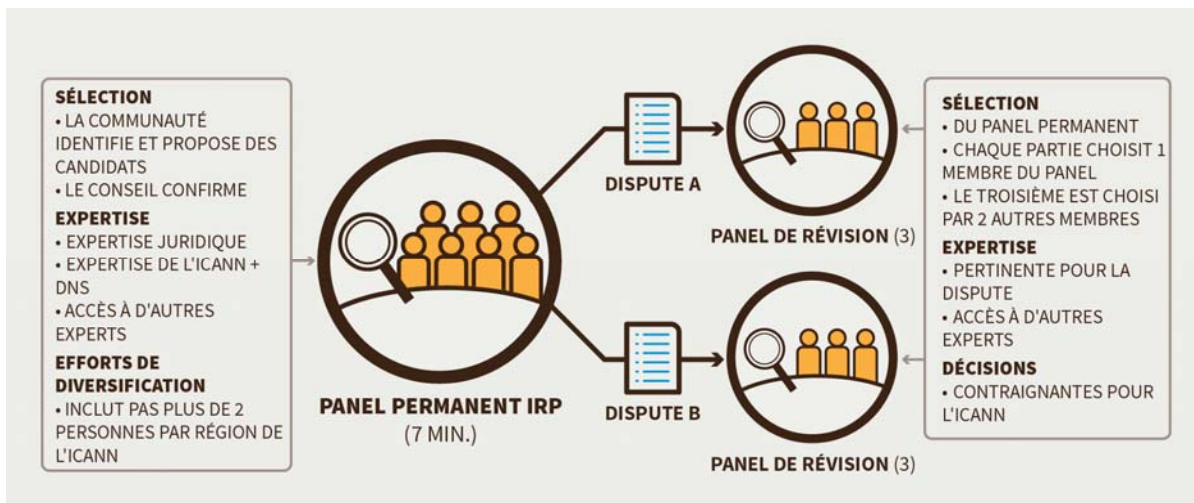 SÉLECTION
• LA COMMUNAUTÉ
IDENTIFIE ET PROPOSE DES
CANDIDATS
• LE CONSEIL CONFIRME
EXPERTISE
• EXPERTISE JURIDIQUE
• EXPERTISE DE L'ICANN +
DNS
• ACCÈS À D'AUTRES
EXPERTS
EFFORTS DE
DIVERSIFICATION
• INCLUT PAS PLUS DE 2
PERSONNES PAR RÉGION DE
L'ICANN
PANEL PERMANENT IRP
(7 MIN.)
DISPUTE A
PANEL DE RÉVISION (3)
DISPUTE B
PANEL DE RÉVISION (3)
SÉLECTION
• DU PANEL PERMANENT
• CHAQUE PARTIE CHOISIT 1
MEMBRE DU PANEL
• LE TROISIÈME EST CHOISI
PAR 2 AUTRES MEMBRES
EXPERTISE
• PERTINENTE POUR LA
DISPUTE
• ACCÈS À D'AUTRES
EXPERTS
DÉCISIONS
• CONTRAIGNANTES POUR
L'ICANN